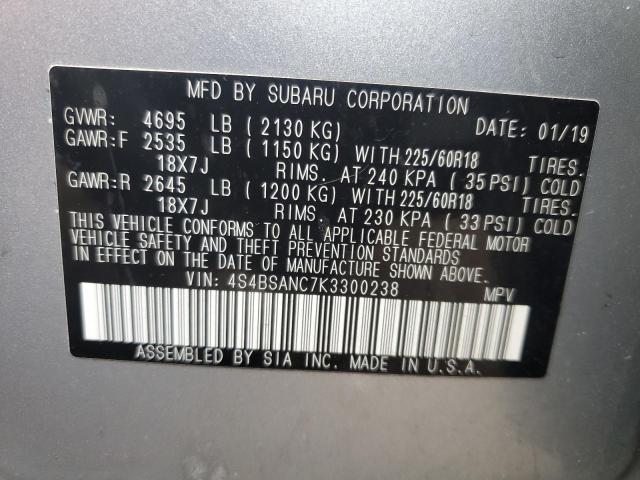 MFD BY SUBARU CORPORATION
GVWR: 4695 LB (2130 KG) DATE: 01/19
GAWR:F 2535 LB (1150 KG) WITH 225/60R18 TIRES.
18X7J RIMS. AT 240 KPA (35 PSI) COLD
GAWR:R 2645 LB (1200 KG) WITH 225/60R18 TIRES.
18X7J RIMS. AT 230 KPA (33 PSI) COLD
THIS VEHICLE CONFORMS TO ALL APPLICABLE FEDERAL MOTOR
VEHICLE SAFETY AND THEFT PREVENTION STANDARDS
IN EFFECT ON THE DATE OF MANUFACTURE SHOWN ABOVE.
VIN: 4S4BSANC7K3300238 MPV
ASSEMBLED BY SIA INC. MADE IN U.S.A.